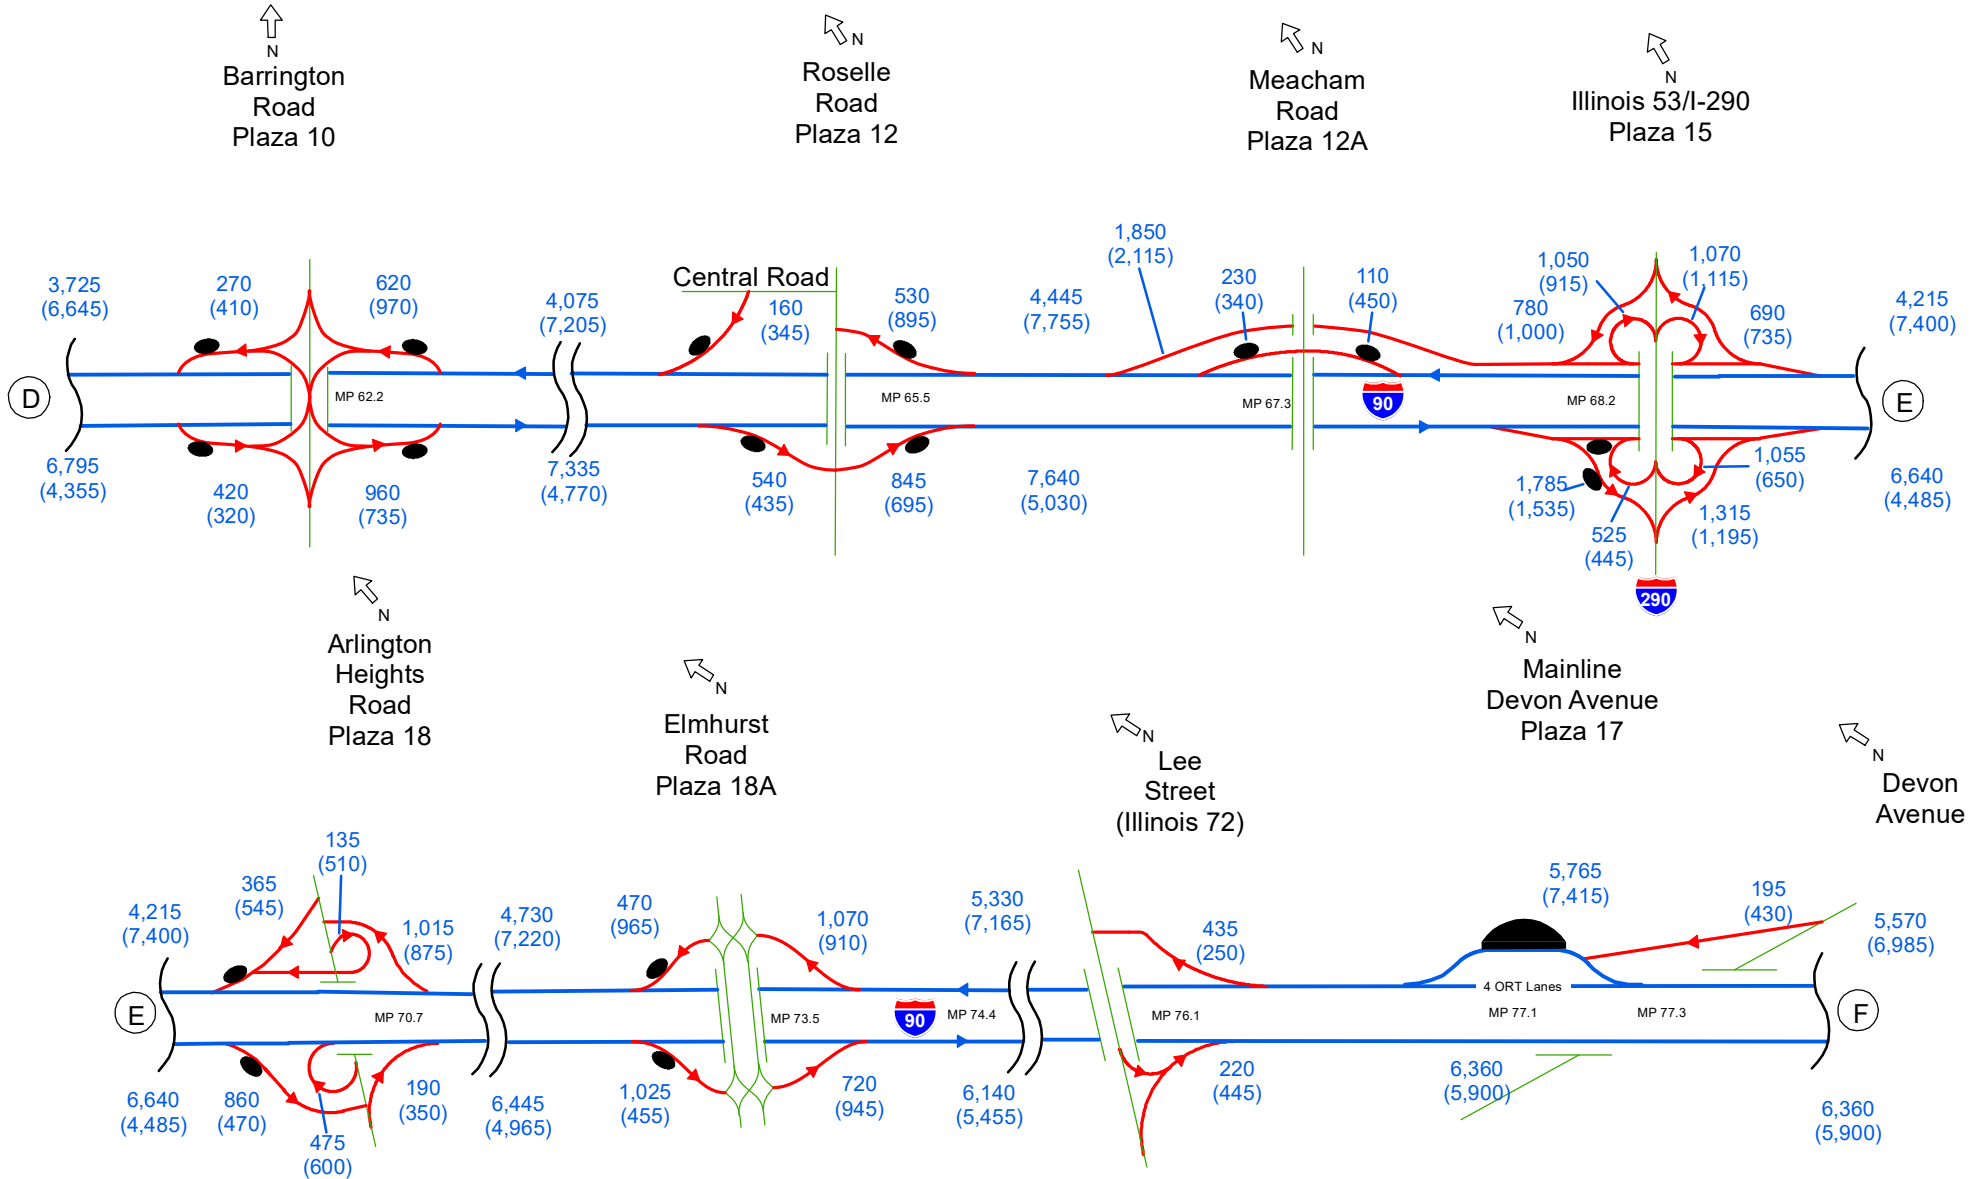 N
Barrington
Road
Plaza 10
N
Roselle
Road
Plaza 12
N
Meacham
Road
Plaza 12A
N
Illinois 53/I-290
Plaza 15
3,725
(6,645)
270
(410)
620
(970)
4,075
(7,205)
Central Road
160
(345)
530
(895)
4,445
(7,755)
1,850
(2,115)
230
(340)
110
(450)
1,050
(915)
780
(1,000)
1,070
(1,115)
690
(735)
4,215
(7,400)
D
MP 62.2
MP 65.5
MP 67.3
90
MP 68.2
E
6,795
(4,355)
420
(320)
960
(735)
7,335
(4,770)
540
(435)
845
(695)
7,640
(5,030)
1,785
(1,535)
525
(445)
1,315
(1,195)
1,055
(650)
6,640
(4,485)
290
N
Arlington
Heights
Road
Plaza 18
N
Elmhurst
Road
Plaza 18A
N
Lee
Street
(Illinois 72)
N
Mainline
Devon Avenue
Plaza 17
N
Devon
Avenue
4,215
(7,400)
365
(545)
135
(510)
1,015
(875)
4,730
(7,220)
470
(965)
1,070
(910)
5,330
(7,165)
435
(250)
5,765
(7,415)
195
(430)
5,570
(6,985)
E
MP 70.7
MP 73.5
90
MP 74.4
MP 76.1
4 ORT Lanes
MP 77.1
MP 77.3
F
6,640
(4,485)
860
(470)
475
(600)
190
(350)
6,445
(4,965)
1,025
(455)
720
(945)
6,140
(5,455)
220
(445)
6,360
(5,900)
6,360
(5,900)